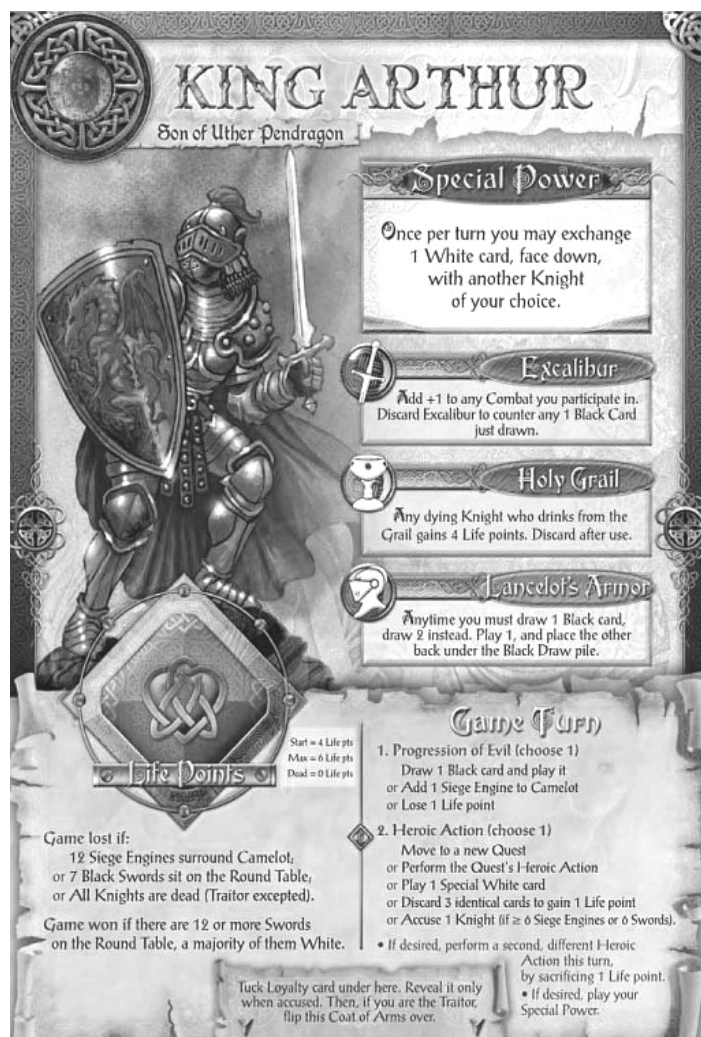 KING ARTHUR
Son of Uther Pendragon
Special Power
Once per turn you may exchange
1 White card, face down,
with another Knight
of your choice.
Excalibur
Add +1 to any Combat you participate in.
Discard Excalibur to counter any 1 Black Card
just drawn.
Holy Grail
Any dying Knight who drinks from the
Grail gains 4 Life points. Discard after use.
Lancelot's Armor
Anytime you must draw 1 Black card,
draw 2 instead. Play 1, and place the other
back under the Black Draw pile.
Life Points
Start = 4 Life pts
Max = 6 Life pts
Dead = 0 Life pts
Game lost if:
12 Siege Engines surround Camelot;
or 7 Black Swords sit on the Round Table;
or All Knights are dead (Traitor excepted).
Game won if there are 12 or more Swords
on the Round Table, a majority of them White.
Game Turn
1. Progression of Evil (choose 1)
Draw 1 Black card and play it
or Add 1 Siege Engine to Camelot
or Lose 1 Life point
2. Heroic Action (choose 1)
Move to a new Quest
or Perform the Quest's Heroic Action
or Play 1 Special White card
or Discard 3 identical cards to gain 1 Life point
or Accuse 1 Knight (if ≥ 6 Siege Engines or 6 Swords).
• If desired, perform a second, different Heroic
Action this turn,
by sacrificing 1 Life point.
• If desired, play your
Special Power.
Tuck Loyalty card under here. Reveal it only
when accused. Then, if you are the Traitor,
flip this Coat of Arms over.